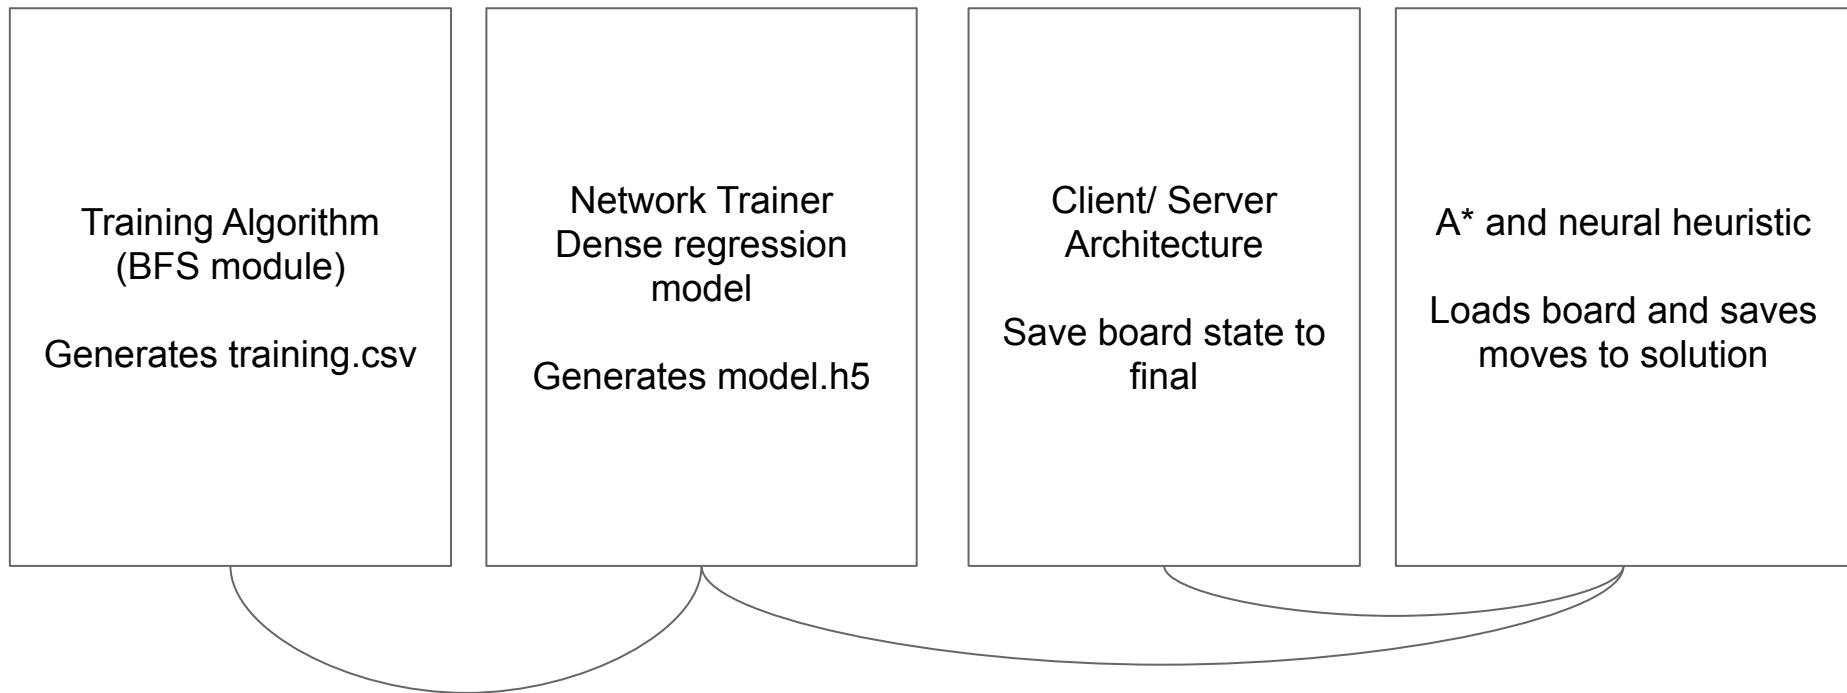 Training Algorithm
(BFS module)
Generates training.csv
Network Trainer
Dense regression
model
Generates model.h5
Client/ Server
Architecture
Save board state to
final
A* and neural heuristic
Loads board and saves
moves to solution